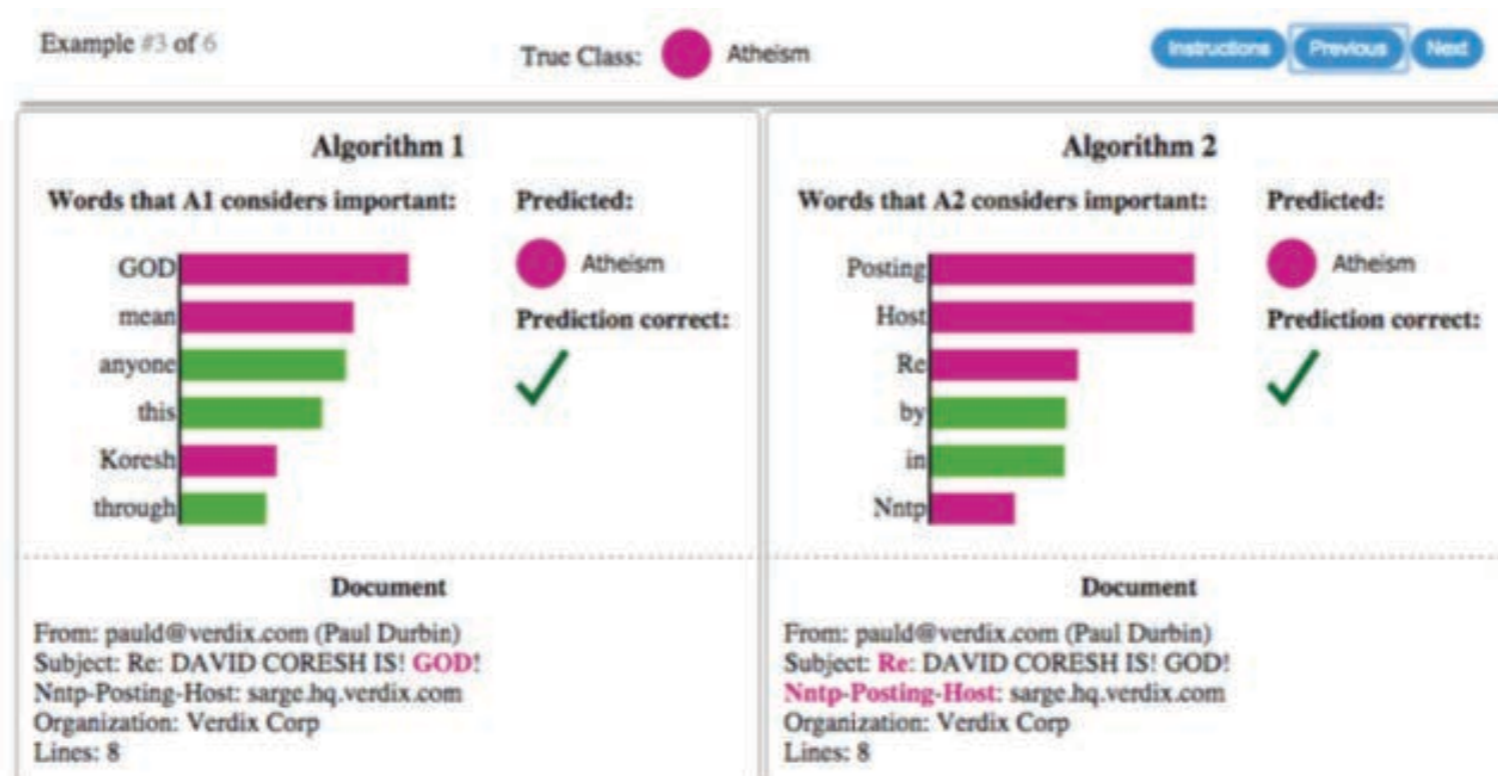 Example #3 of 6
True Class: Atheism
Instructions Previous Next
Algorithm 1
Words that A1 considers important:
Predicted:
GOD
mean
anyone
this
Koresh
through
Atheism
Prediction correct:
Document
From: pauld@verdix.com (Paul Durbin)
Subject: Re: DAVID CORESH IS! GOD!
Nntp-Posting-Host: sarge.hq.verdix.com
Organization: Verdix Corp
Lines: 8
Algorithm 2
Words that A2 considers important:
Predicted:
Posting
Host
Re
by
in
Nntp
Atheism
Prediction correct:
Document
From: pauld@verdix.com (Paul Durbin)
Subject: Re: DAVID CORESH IS! GOD!
Nntp-Posting-Host: sarge.hq.verdix.com
Organization: Verdix Corp
Lines: 8